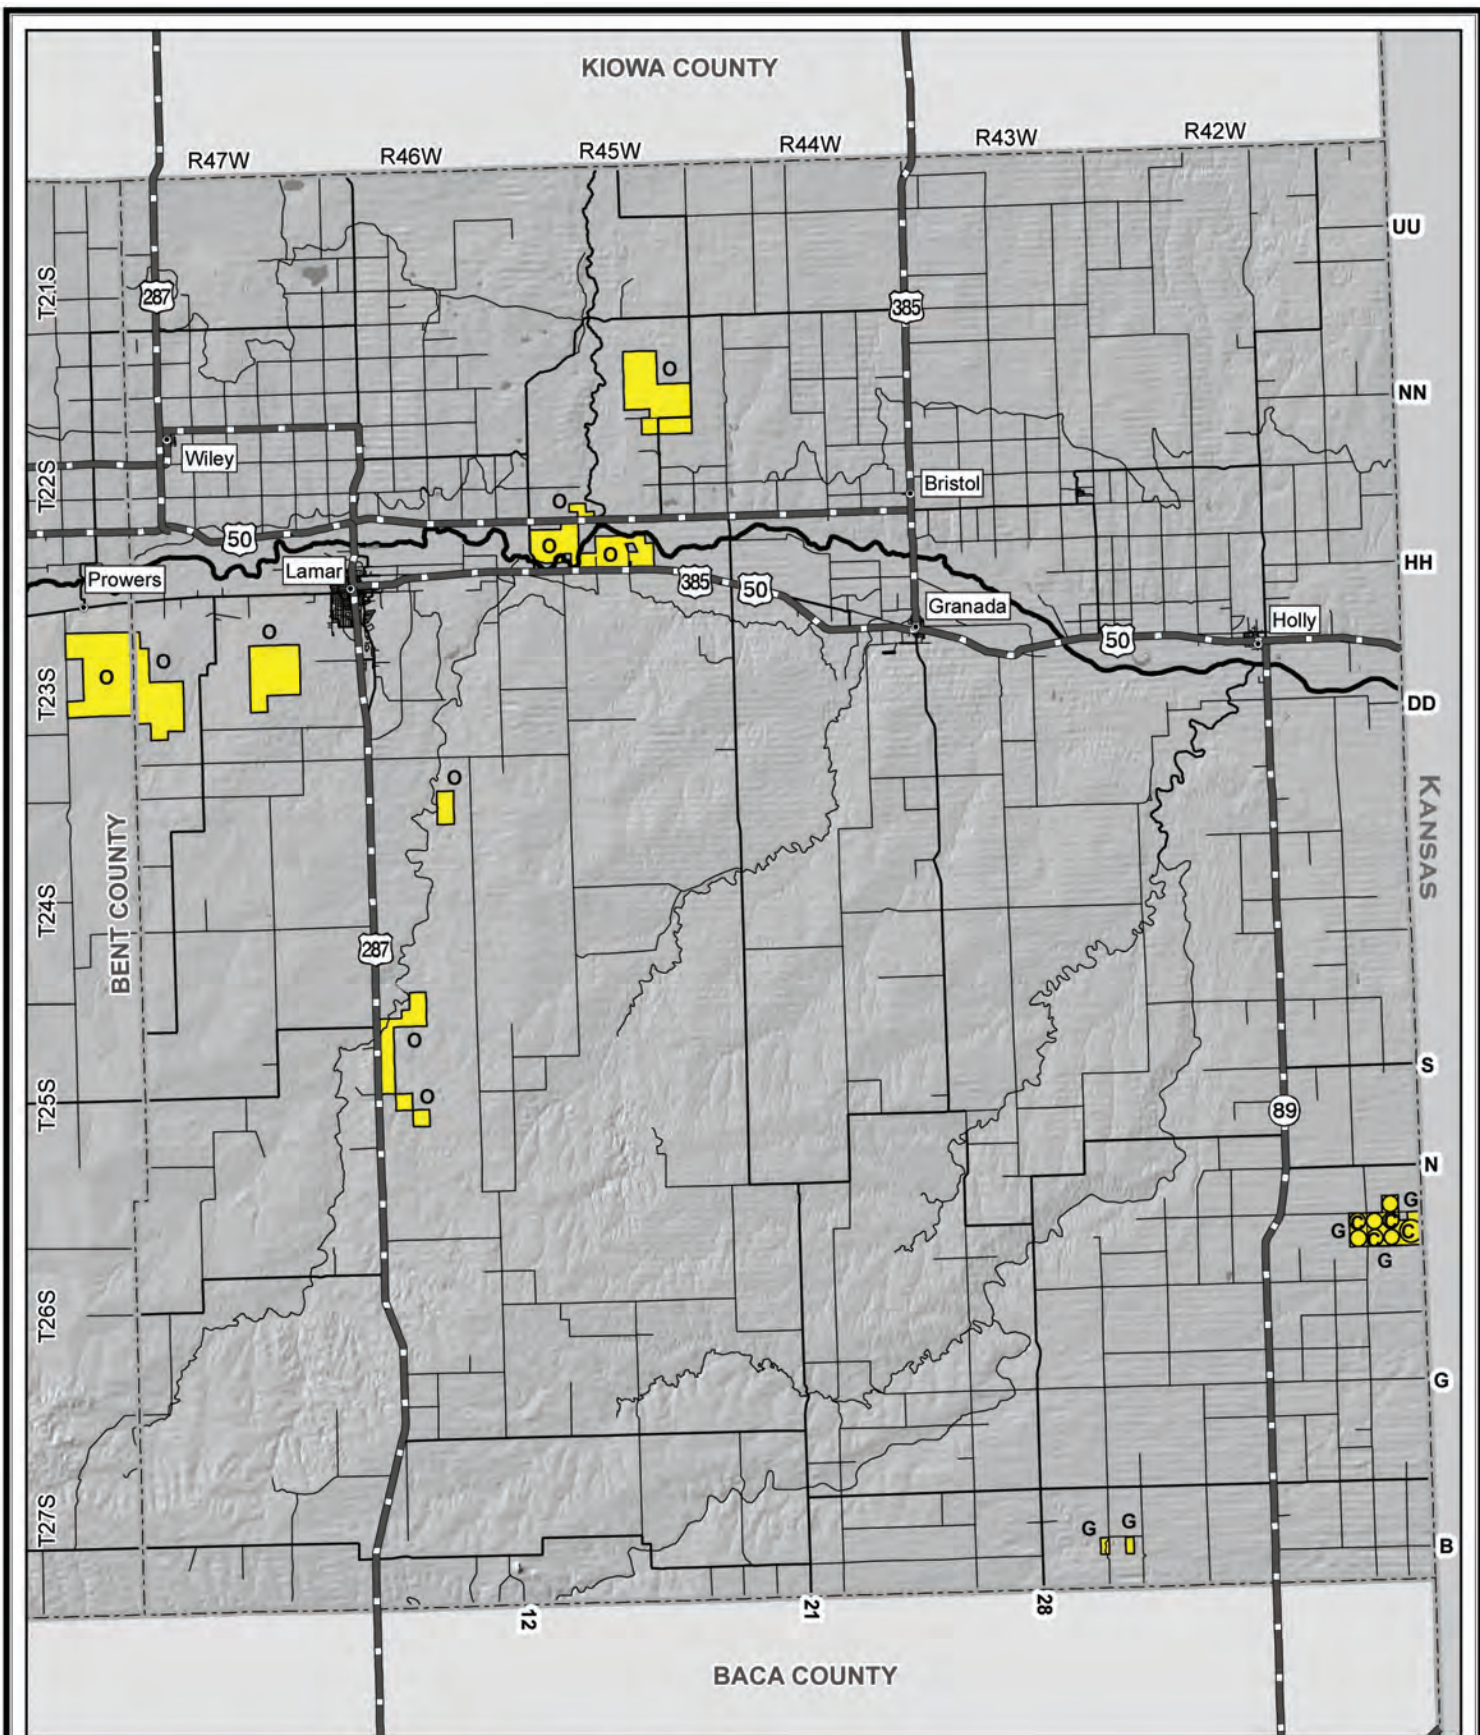 KIOWA COUNTY
R47W
R46W
R45W
R44W
R43W
R42W
UU
T21S
287
385
O
NN
Wiley
T22S
Bristol
O
50
O
O
HH
Prowers
Lamar
385
50
Granada
Holly
50
O
O
O
T23S
DD
O
KANSAS
BENT COUNTY
T24S
287
O
S
O
T25S
89
N
G
C
C
G
C
C
G
T26S
G
G
G
T27S
B
12
21
28
BACA COUNTY